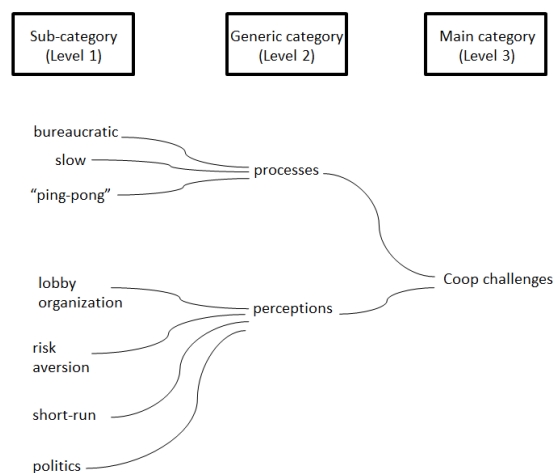 Sub-category
(Level 1)
Generic category
(Level 2)
Main category
(Level 3)
bureaucratic
slow
“ping-pong”
processes
lobby
organization
perceptions
risk
aversion
short-run
politics
Coop challenges